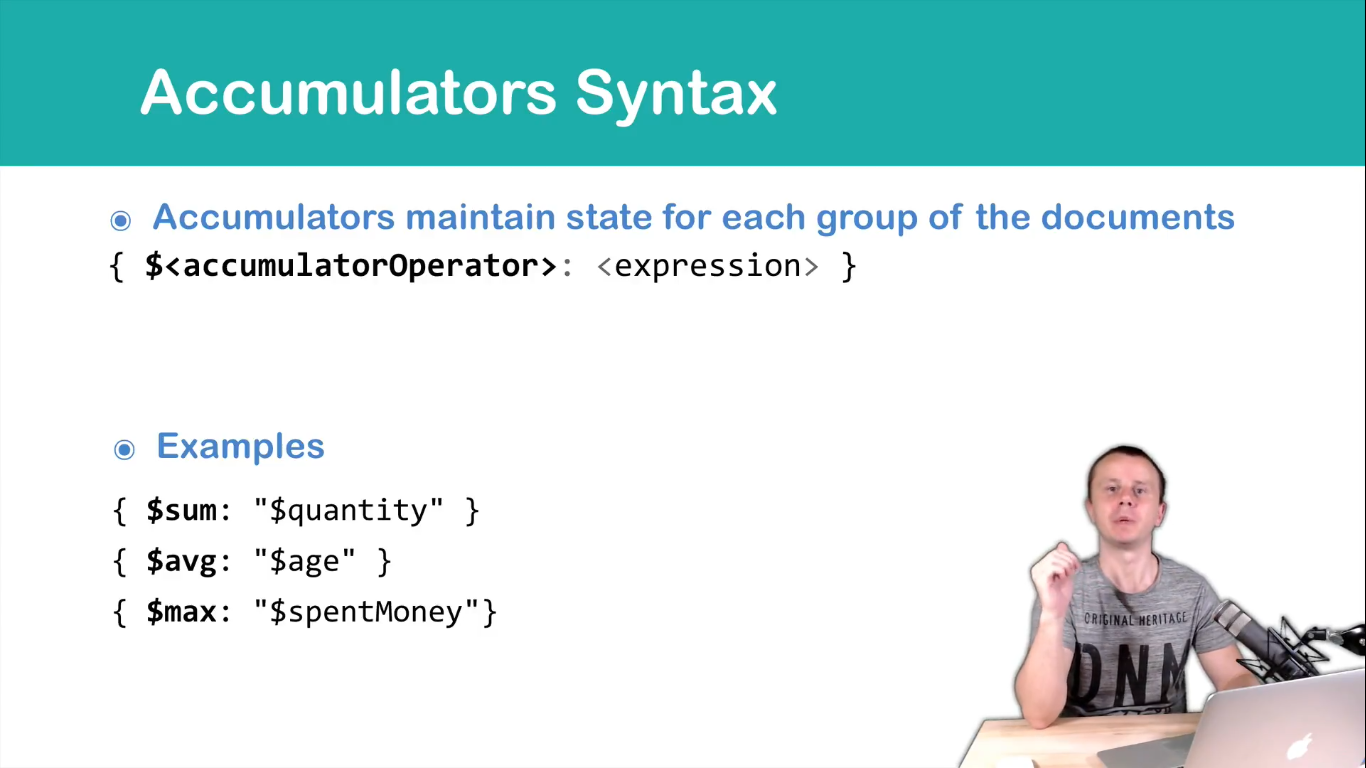 Accumulators Syntax
Accumulators maintain state for each group of the documents
{ $<accumulatorOperator>: <expression> }
Examples
{ $sum: "$quantity" }
{ $avg: "$age" }
{ $max: "$spentMoney"}
ORIGINAL HERITAGE